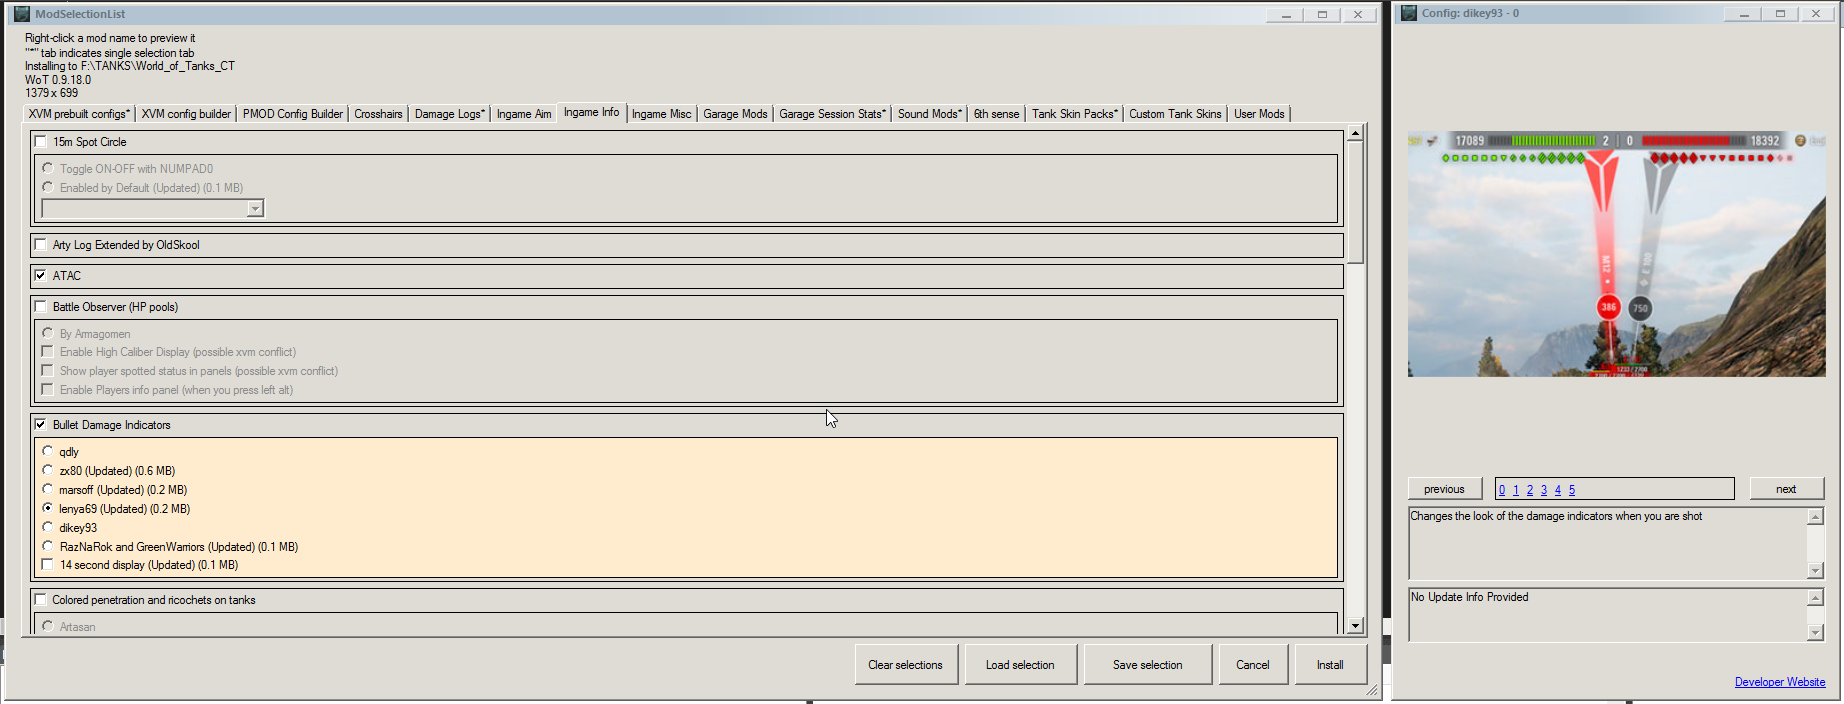 ModSelectionList
Right-click a mod name to preview it
"*" tab indicates single selection tab
Installing to F:\TANKS\World_of_Tanks_CT
WoT 0.9.18.0
1379 x 699
XVM prebuilt configs* XVM config builder PMOD Config Builder Crosshairs Damage Logs* Ingame Aim Ingame Info Ingame Misc Garage Mods Garage Session Stats* Sound Mods* 6th sense Tank Skin Packs* Custom Tank Skins User Mods
15m Spot Circle
Toggle ON-OFF with NUMPAD0
Enabled by Default (Updated) (0.1 MB)
Arty Log Extended by OldSkool
ATAC
Battle Observer (HP pools)
By Armagomen
Enable High Caliber Display (possible xvm conflict)
Show player spotted status in panels (possible xvm conflict)
Enable Players info panel (when you press left alt)
Bullet Damage Indicators
qdly
zx80 (Updated) (0.6 MB)
marsoff (Updated) (0.2 MB)
lenya69 (Updated) (0.2 MB)
dikey93
RazNaRok and GreenWarriors (Updated) (0.1 MB)
14 second display (Updated) (0.1 MB)
Colored penetration and ricochets on tanks
Artasan
Clear selections Load selection Save selection Cancel Install
Config: dikey93 - 0
17089 2 0 18392
M12 E 100
386 750
previous 0 1 2 3 4 5 next
Changes the look of the damage indicators when you are shot
No Update Info Provided
Developer Website